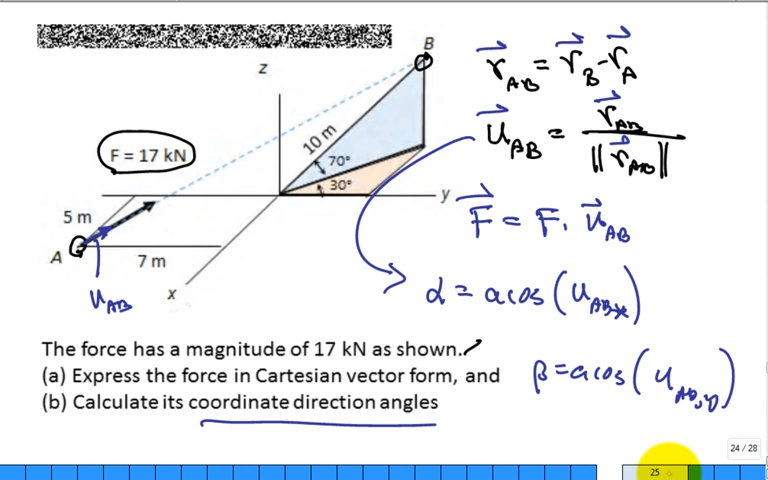 B
z
10 m
F = 17 kN
70°
30°
y
5 m
A
7 m
u_AB
x
r_AB = r_B - r_A
u_AB = r_AB / ‖r_AB‖
F = F. u_AB
α = acos(u_AB,x)
β = acos(u_AB,y)
The force has a magnitude of 17 kN as shown.
(a) Express the force in Cartesian vector form, and
(b) Calculate its coordinate direction angles
24 / 28
25